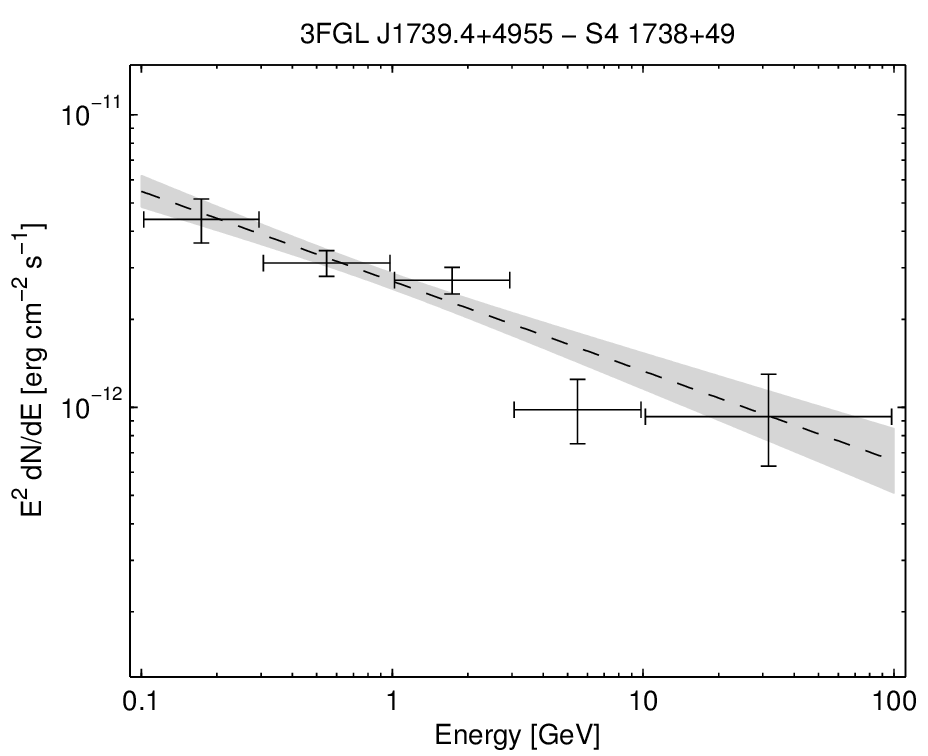 3FGL J1739.4+4955 − S4 1738+49
E² dN/dE [erg cm⁻² s⁻¹]
10⁻¹¹
10⁻¹²
0.1 1 10 100
Energy [GeV]